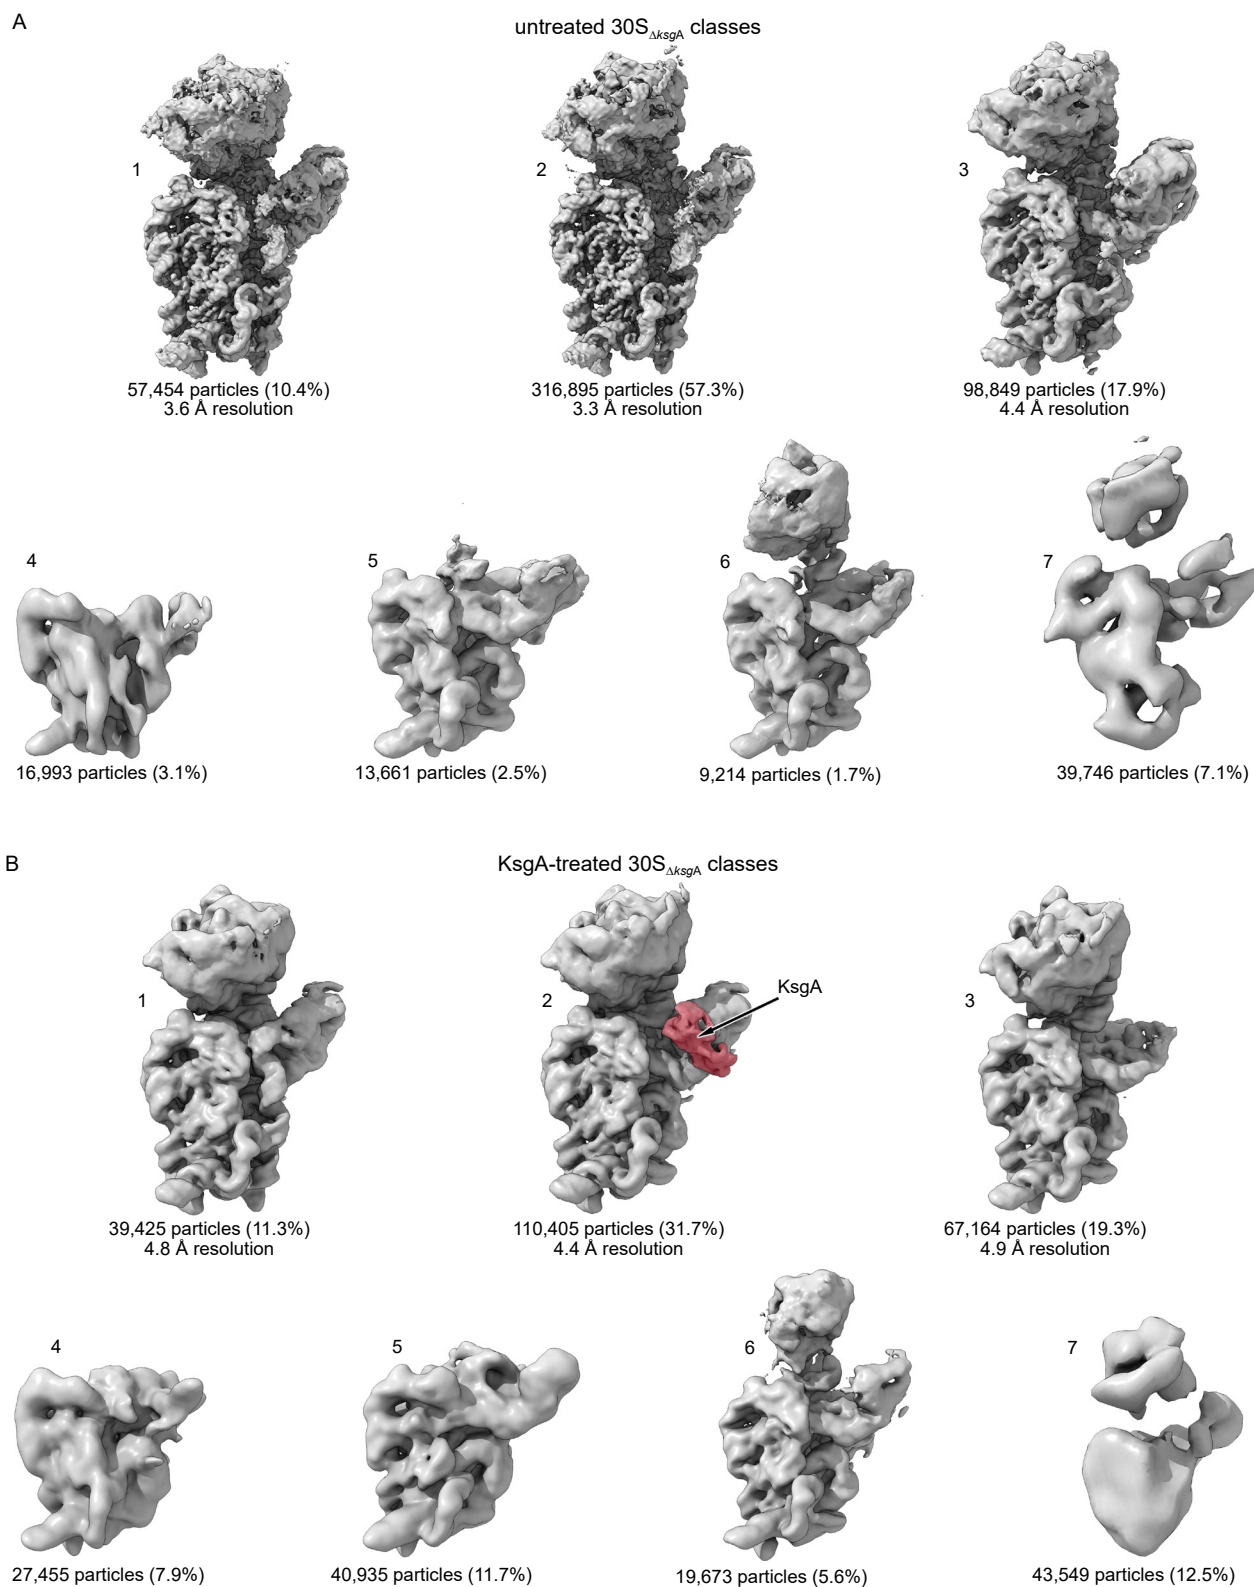 A
untreated 30SΔksgA classes
1
2
3
57,454 particles (10.4%)
3.6 Å resolution
316,895 particles (57.3%)
3.3 Å resolution
98,849 particles (17.9%)
4.4 Å resolution
4
5
6
7
16,993 particles (3.1%)
13,661 particles (2.5%)
9,214 particles (1.7%)
39,746 particles (7.1%)
B
KsgA-treated 30SΔksgA classes
1
2
KsgA
3
39,425 particles (11.3%)
4.8 Å resolution
110,405 particles (31.7%)
4.4 Å resolution
67,164 particles (19.3%)
4.9 Å resolution
4
5
6
7
27,455 particles (7.9%)
40,935 particles (11.7%)
19,673 particles (5.6%)
43,549 particles (12.5%)